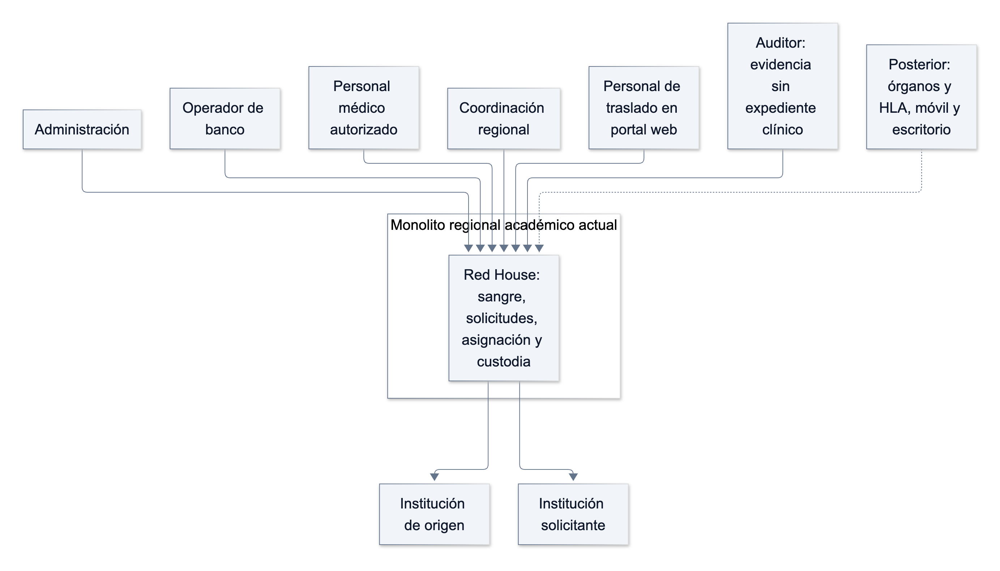 Administración
Operador de
banco
Personal
médico
autorizado
Coordinación
regional
Personal de
traslado en
portal web
Auditor:
evidencia
sin
expediente
clínico
Posterior:
órganos y
HLA, móvil y
escritorio
Monolito regional académico actual
Red House:
sangre,
solicitudes,
asignación y
custodia
Institución
de origen
Institución
solicitante